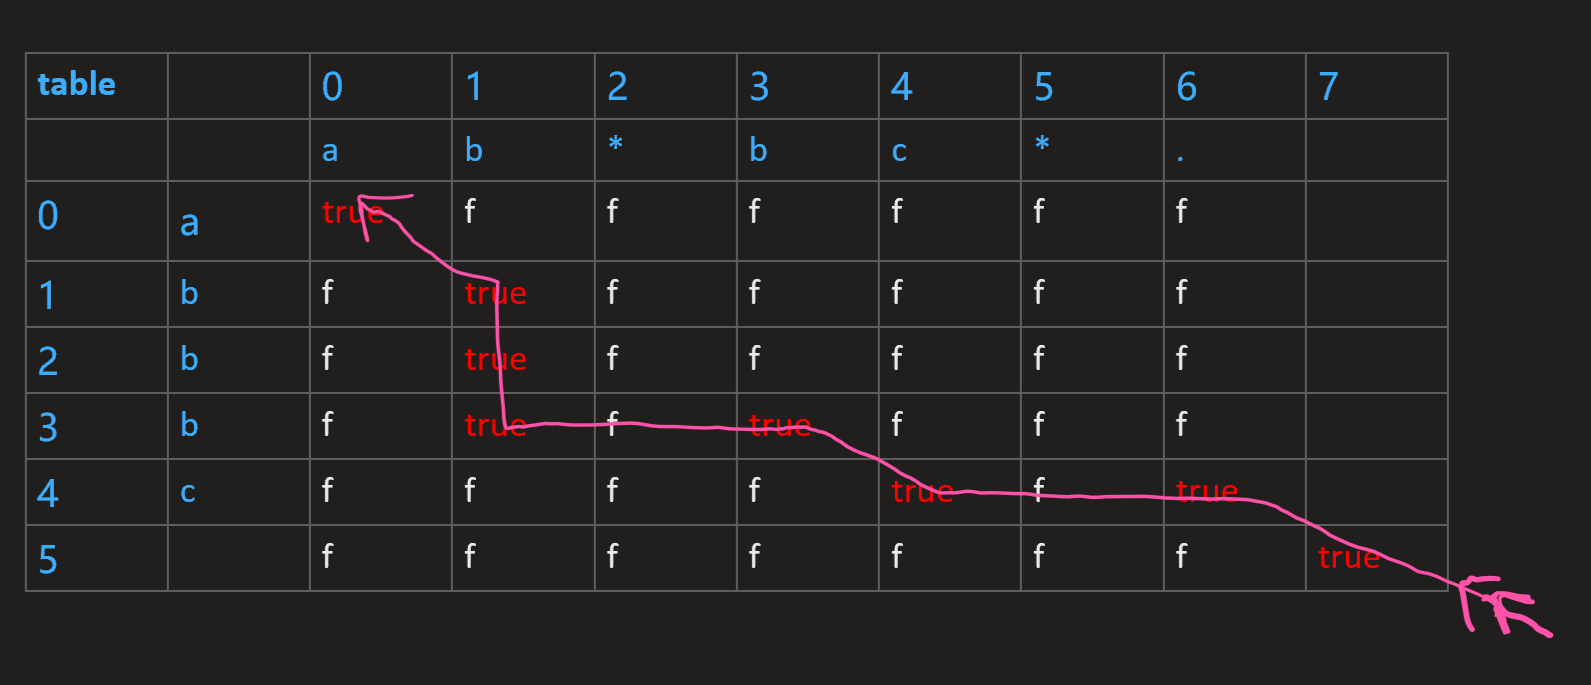 table 0 1 2 3 4 5 6 7
a b * b c * .
0 a true f f f f f f
1 b f true f f f f f
2 b f true f f f f f
3 b f true f true f f f
4 c f f f f true f true
5 f f f f f f f true